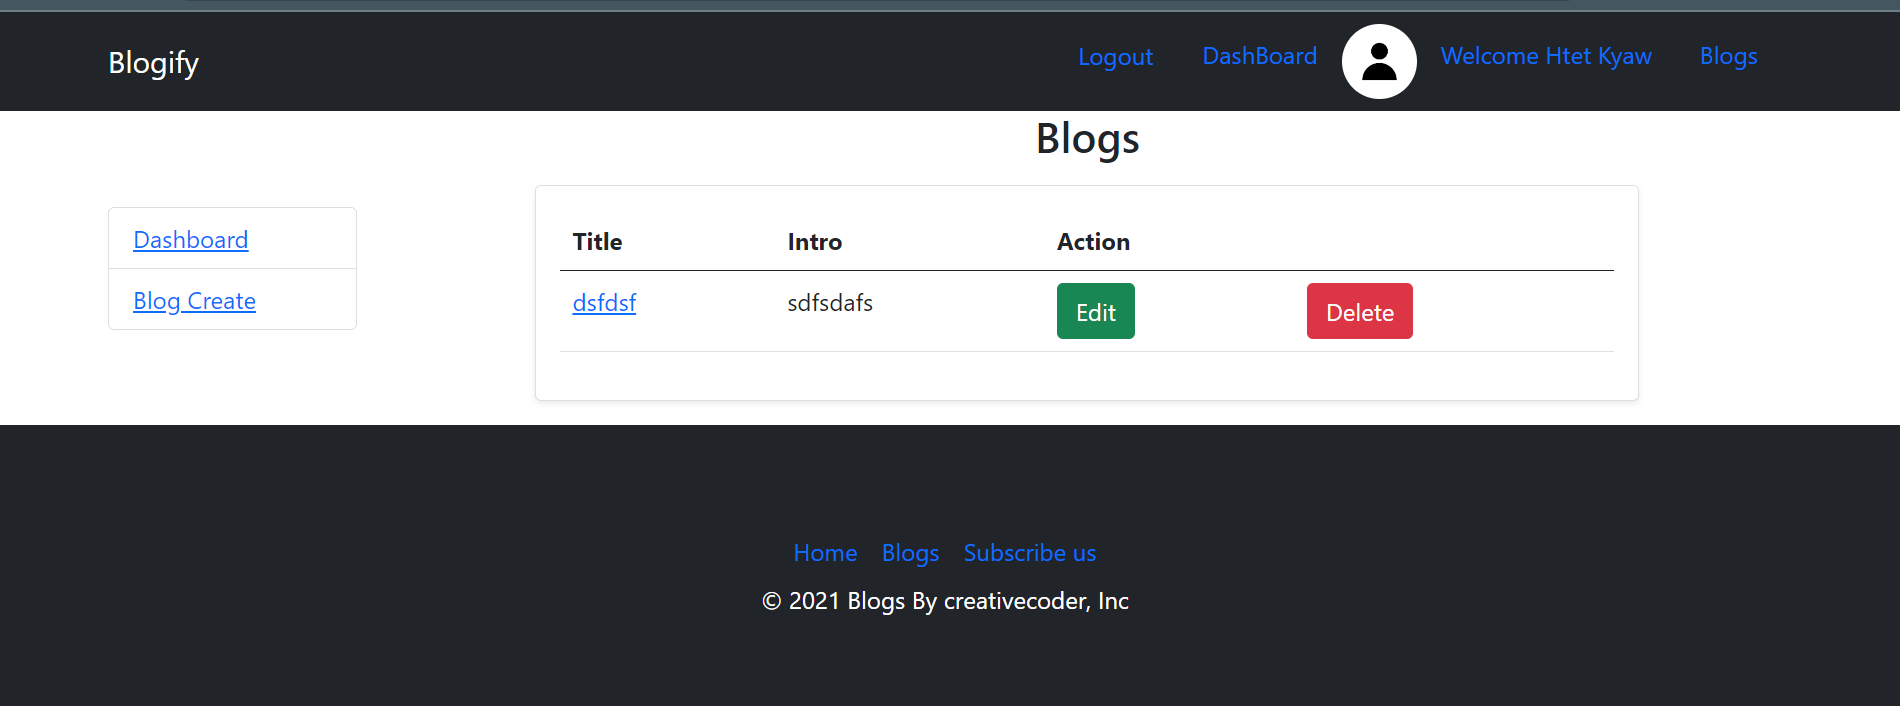 Blogify Logout DashBoard Welcome Htet Kyaw Blogs
Blogs
Dashboard
Blog Create
Title Intro Action
dsfdsf sdfsdafs Edit Delete
Home Blogs Subscribe us
© 2021 Blogs By creativecoder, Inc